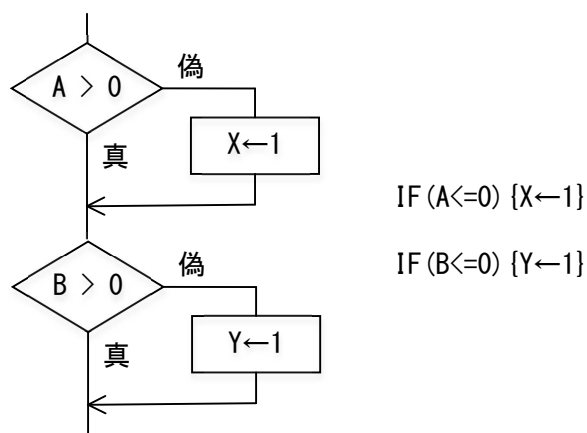 A > 0
偽
X←1
真
IF(A<=0){X←1}
B > 0
偽
IF(B<=0){Y←1}
Y←1
真